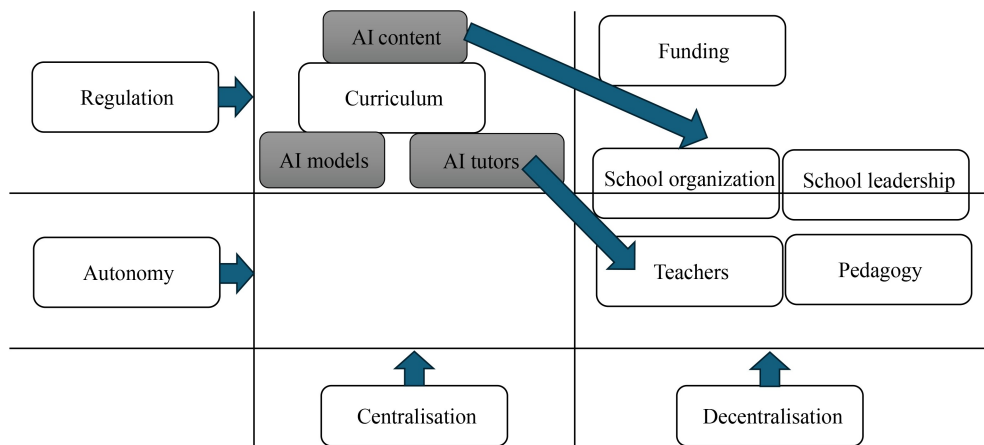 AI content
Funding
Regulation
Curriculum
AI models
AI tutors
School organization
School leadership
Autonomy
Teachers
Pedagogy
Centralisation
Decentralisation